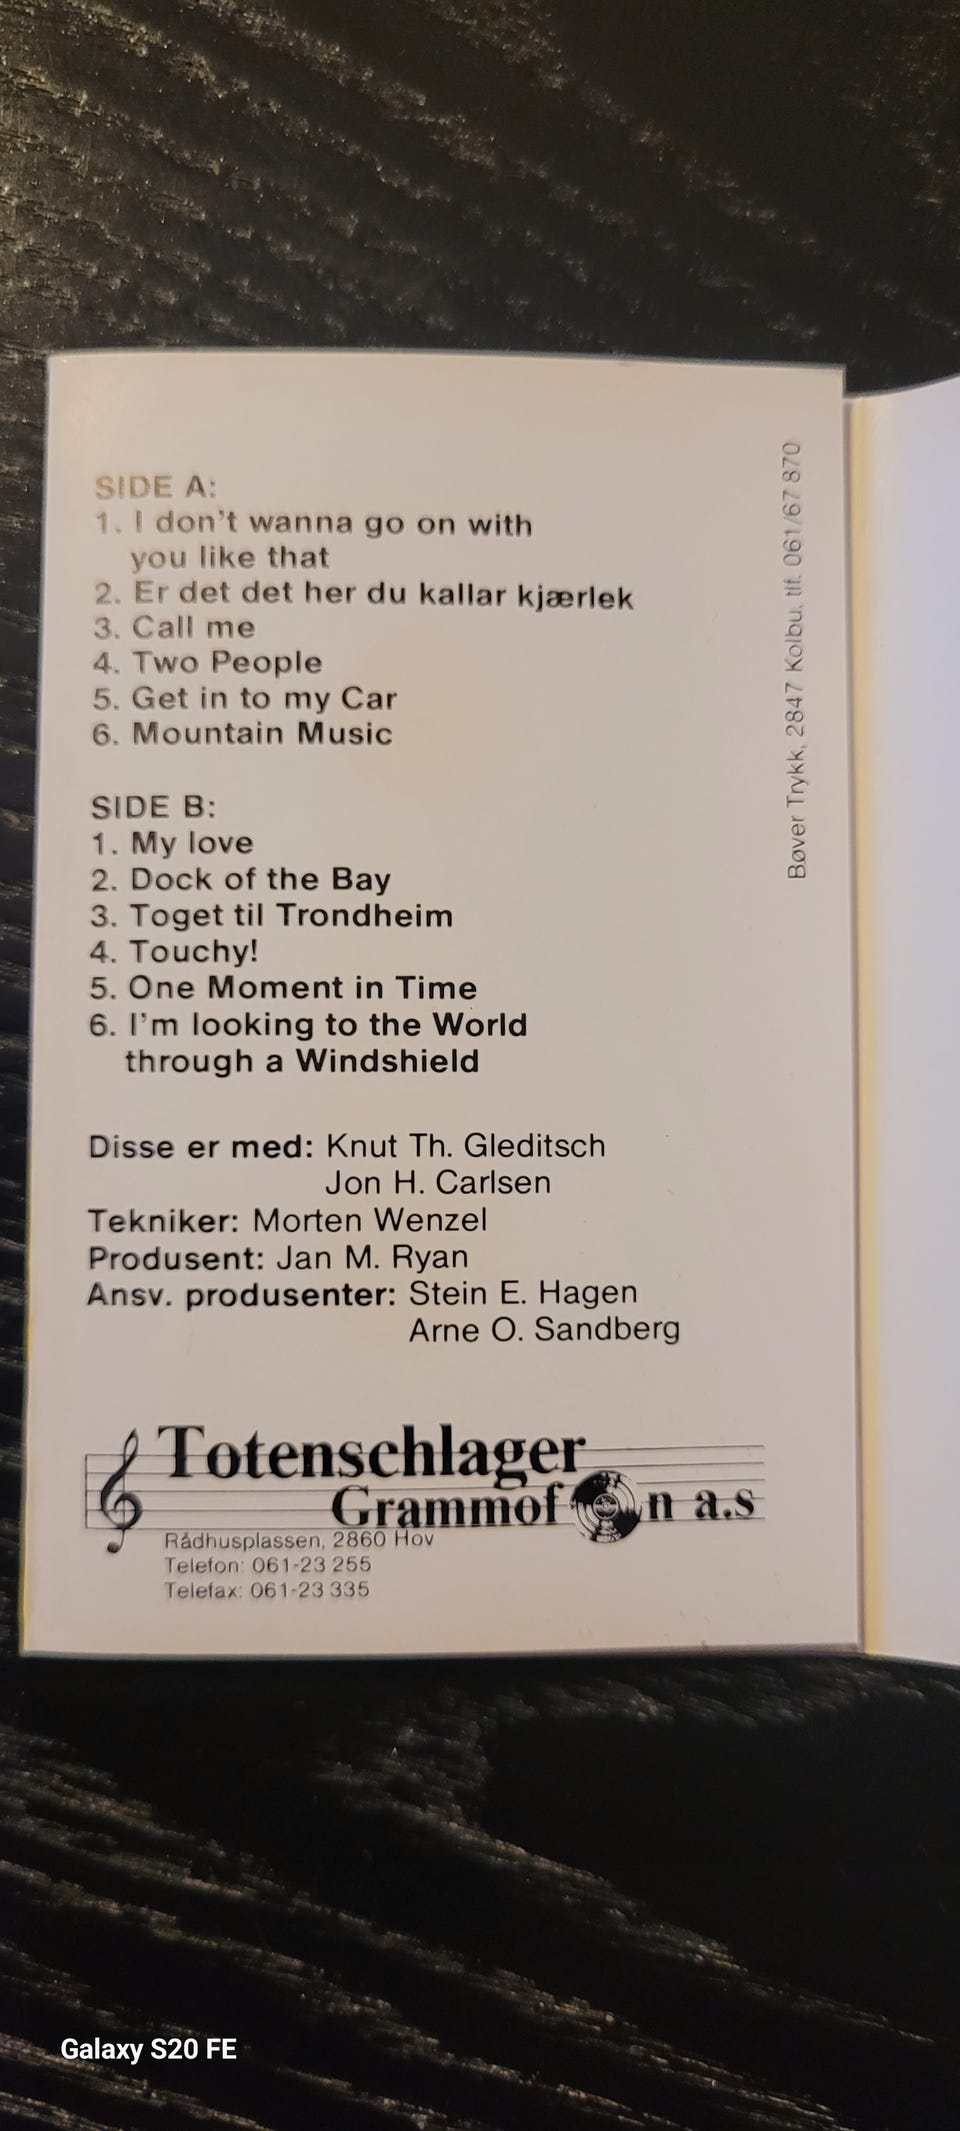 SIDE A:
1. I don't wanna go on with
you like that
2. Er det det her du kallar kjærlek
3. Call me
4. Two People
5. Get in to my Car
6. Mountain Music
SIDE B:
1. My love
2. Dock of the Bay
3. Toget til Trondheim
4. Touchy!
5. One Moment in Time
6. I'm looking to the World
through a Windshield
Disse er med: Knut Th. Gleditsch
Jon H. Carlsen
Tekniker: Morten Wenzel
Produsent: Jan M. Ryan
Ansv. produsenter: Stein E. Hagen
Arne O. Sandberg
Totenschlager
Grammofon a.s
Rådhusplassen, 2860 Hov
Telefon: 061-23 255
Telefax: 061-23 335
Bøver Trykk, 2847 Kolbu. tlf. 061/67 870
Galaxy S20 FE